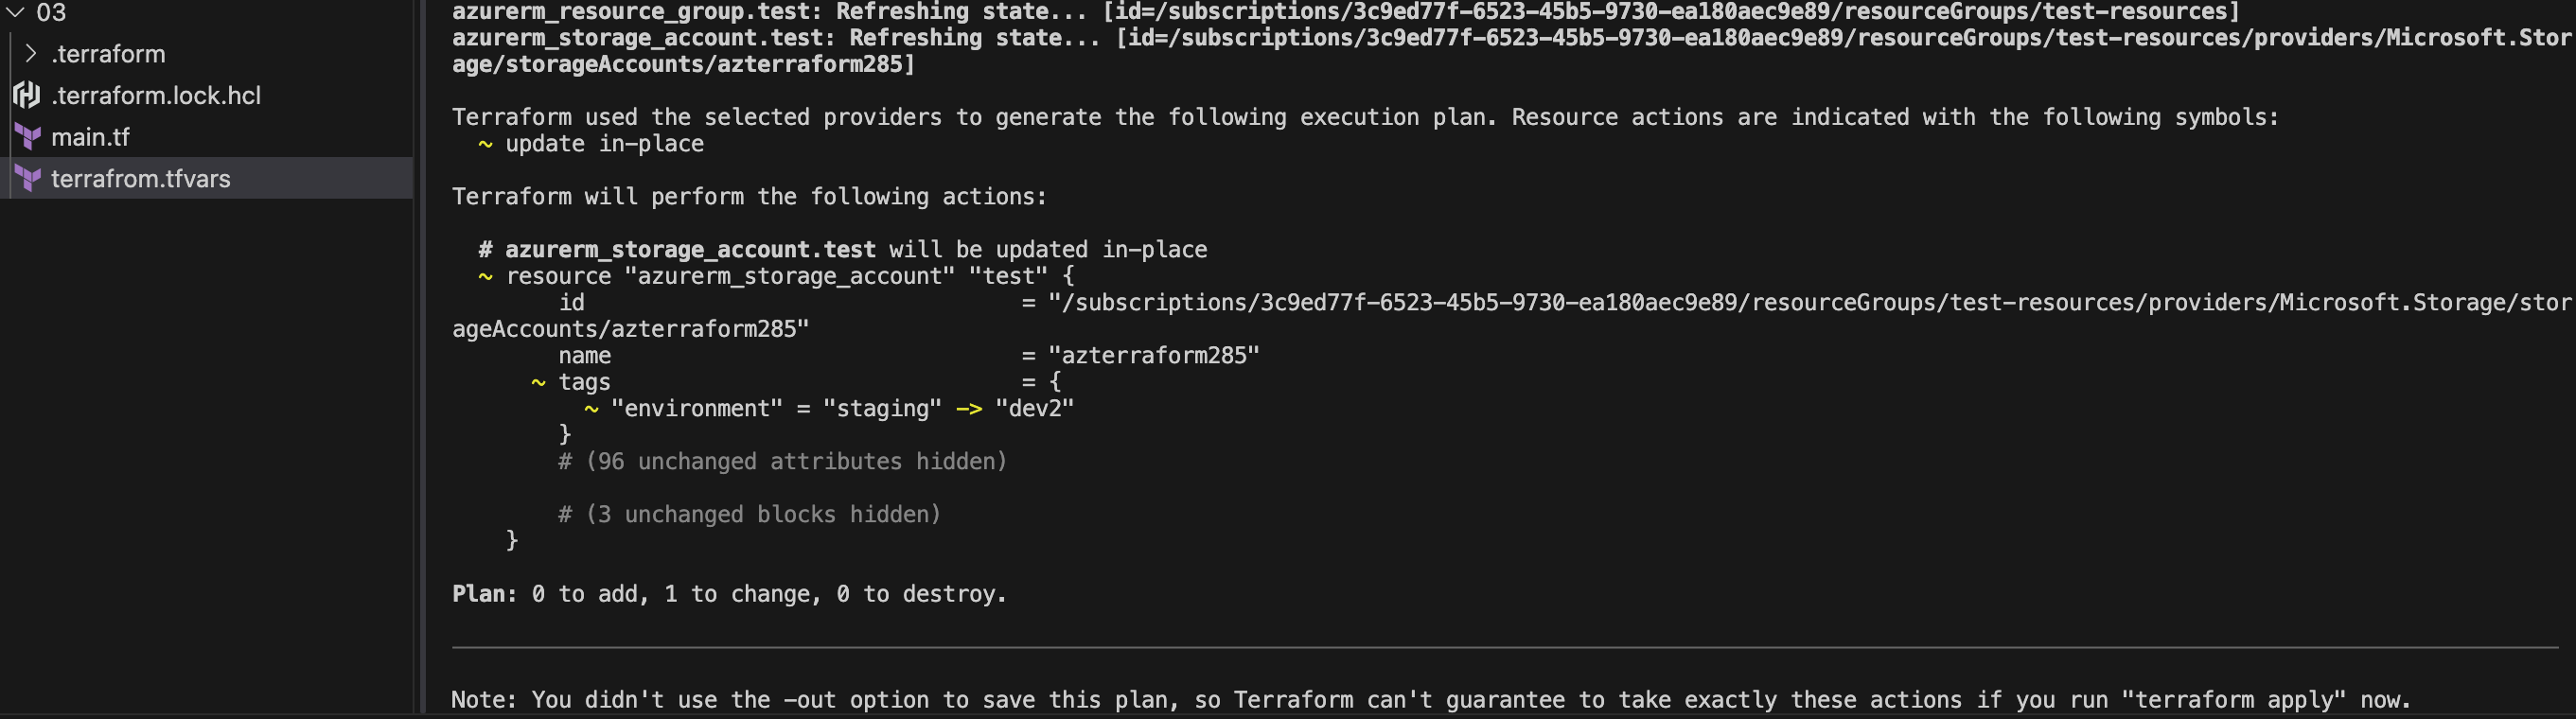 03
.terraform
.terraform.lock.hcl
main.tf
terrafrom.tfvars
azurerm_resource_group.test: Refreshing state... [id=/subscriptions/3c9ed77f-6523-45b5-9730-ea180aec9e89/resourceGroups/test-resources]
azurerm_storage_account.test: Refreshing state... [id=/subscriptions/3c9ed77f-6523-45b5-9730-ea180aec9e89/resourceGroups/test-resources/providers/Microsoft.Stor
age/storageAccounts/azterraform285]
Terraform used the selected providers to generate the following execution plan. Resource actions are indicated with the following symbols:
~ update in-place
Terraform will perform the following actions:
# azurerm_storage_account.test will be updated in-place
~ resource "azurerm_storage_account" "test" {
id = "/subscriptions/3c9ed77f-6523-45b5-9730-ea180aec9e89/resourceGroups/test-resources/providers/Microsoft.Storage/stor
ageAccounts/azterraform285"
name = "azterraform285"
~ tags = {
~ "environment" = "staging" -> "dev2"
}
# (96 unchanged attributes hidden)
# (3 unchanged blocks hidden)
}
Plan: 0 to add, 1 to change, 0 to destroy.
Note: You didn't use the -out option to save this plan, so Terraform can't guarantee to take exactly these actions if you run "terraform apply" now.